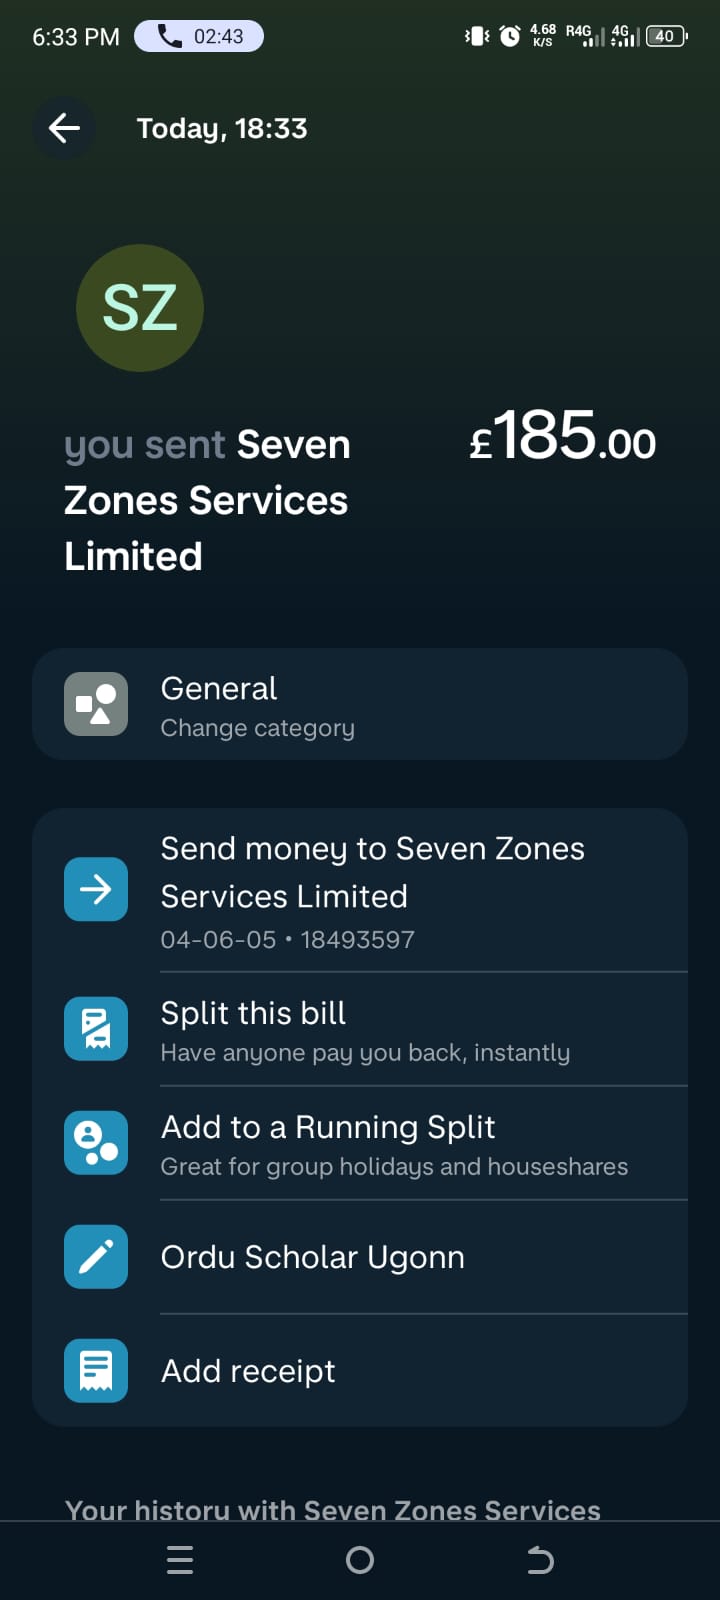 6:33 PM 02:43 4.68 K/S R4G 4G 40
Today, 18:33
SZ
you sent Seven £185.00
Zones Services
Limited
General
Change category
Send money to Seven Zones
Services Limited
04-06-05 • 18493597
Split this bill
Have anyone pay you back, instantly
Add to a Running Split
Great for group holidays and houseshares
Ordu Scholar Ugonn
Add receipt
Your history with Seven Zones Services